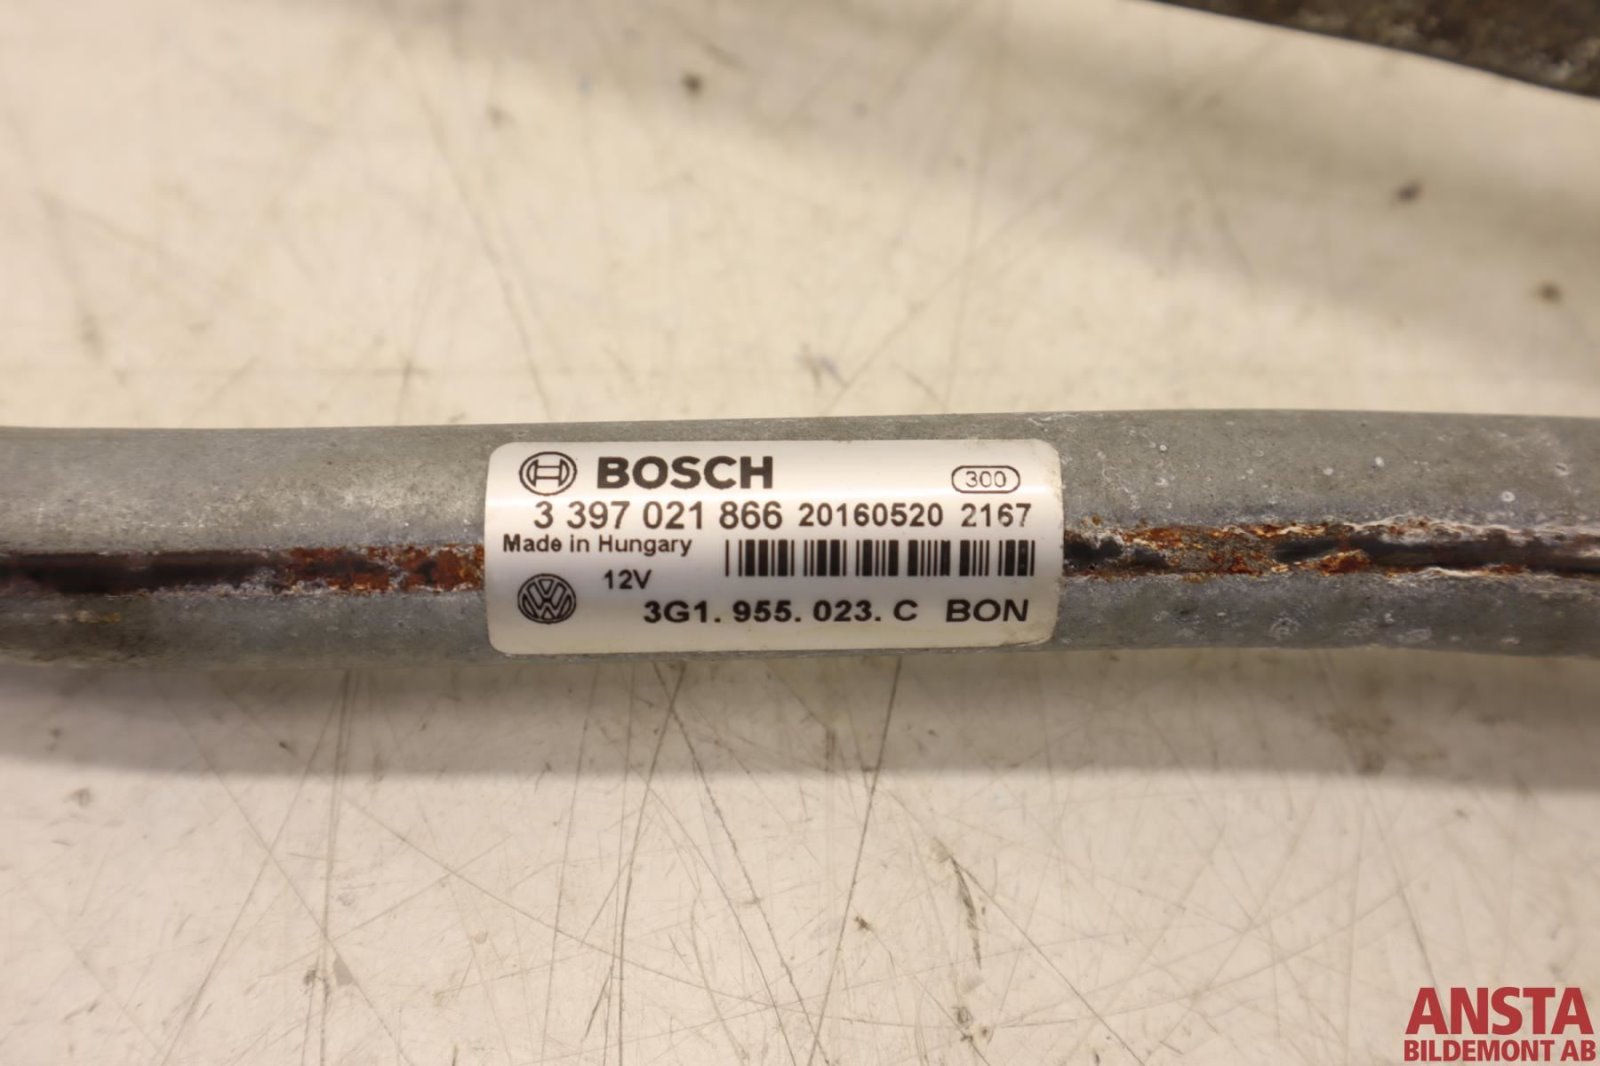 BOSCH
300
3 397 021 866 20160520 2167
Made in Hungary
12V
3G1. 955. 023. C BON
ANSTA
BILDEMONT AB